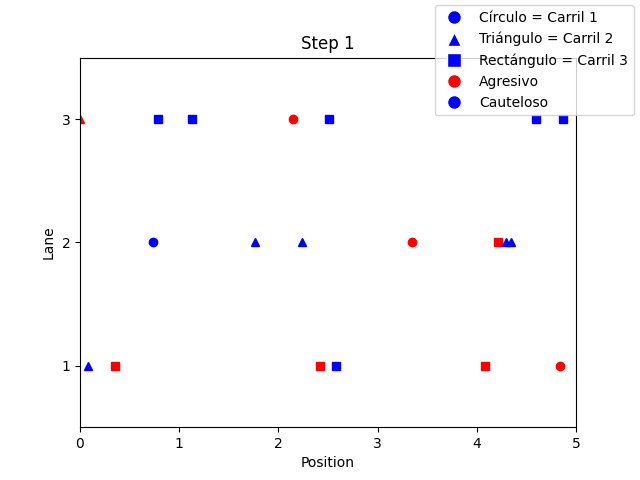 Step 1
Círculo = Carril 1
Triángulo = Carril 2
Rectángulo = Carril 3
Agresivo
Cauteloso
Lane
3
2
1
0 1 2 3 4 5
Position